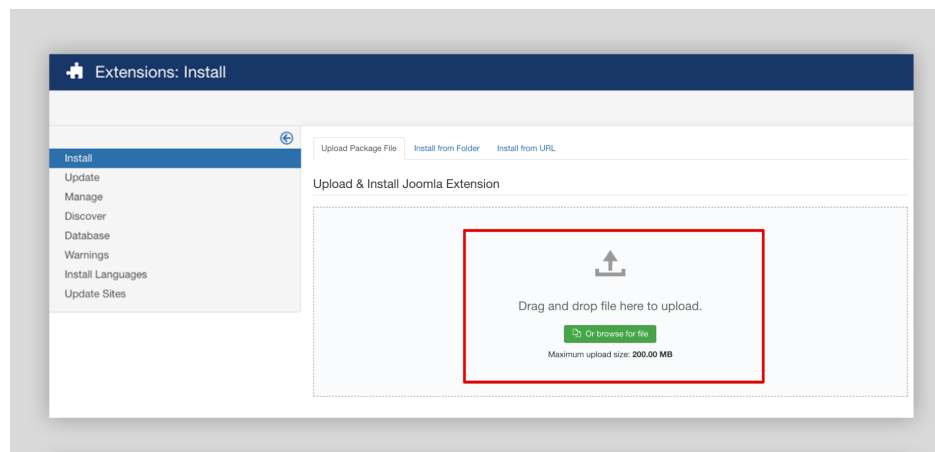 Extensions: Install
Install
Update
Manage
Discover
Database
Warnings
Install Languages
Update Sites
Upload Package File Install from Folder Install from URL
Upload & Install Joomla Extension
Drag and drop file here to upload.
Or browse for file
Maximum upload size: 200.00 MB